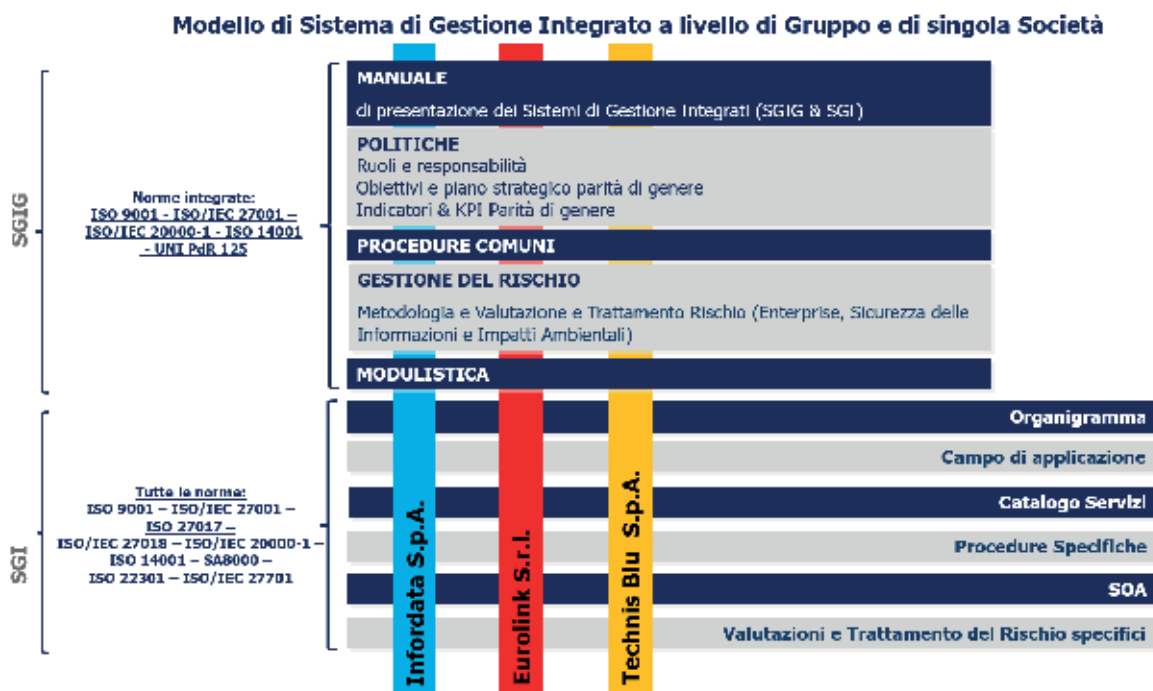 Modello di Sistema di Gestione Integrato a livello di Gruppo e di singola Società
SGIG
Norme integrate:
ISO 9001 - ISO/IEC 27001 –
ISO/IEC 20000-1 - ISO 14001
- UNI PdR 125
MANUALE
di presentazione dei Sistemi di Gestione Integrati (SGIG & SGI)
POLITICHE
Ruoli e responsabilità
Obiettivi e piano strategico parità di genere
Indicatori & KPI Parità di genere
PROCEDURE COMUNI
GESTIONE DEL RISCHIO
Metodologia e Valutazione e Trattamento Rischio (Enterprise, Sicurezza delle
Informazioni e Impatti Ambientali)
MODULISTICA
SGI
Tutte le norme:
ISO 9001 – ISO/IEC 27001 –
ISO 27017 –
ISO/IEC 27018 – ISO/IEC 20000-1 –
ISO 14001 – SA8000 –
ISO 22301 – ISO/IEC 27701
Infordata S.p.A.
Eurolink S.r.l.
Technis Blu S.p.A.
Organigramma
Campo di applicazione
Catalogo Servizi
Procedure Specifiche
SOA
Valutazioni e Trattamento del Rischio specifici